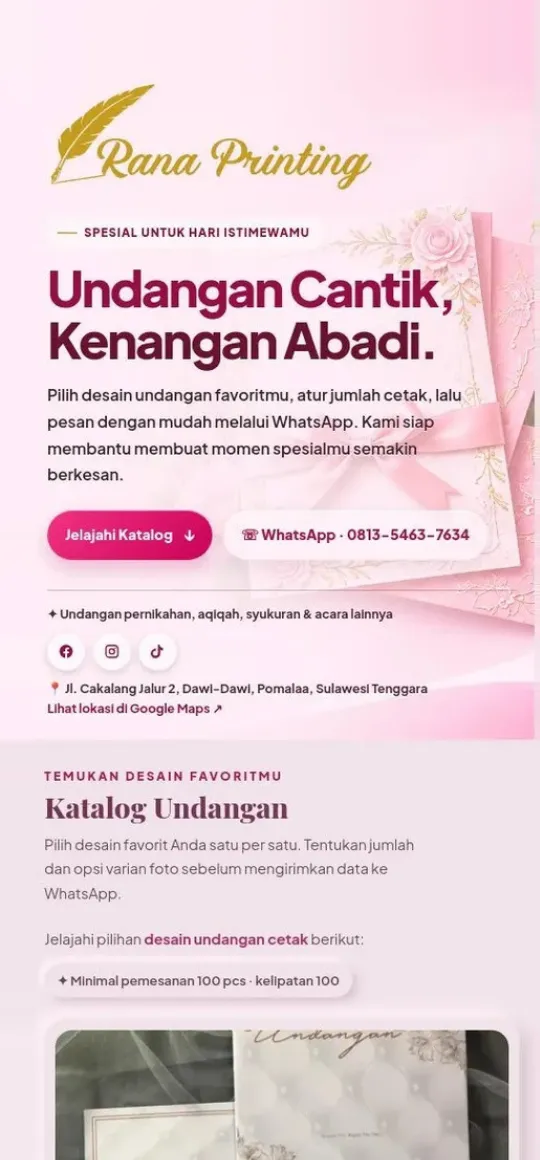 Rana Printing
SPESIAL UNTUK HARI ISTIMEWAMU
Undangan Cantik,
Kenangan Abadi.
Pilih desain undangan favoritmu, atur jumlah cetak, lalu
pesan dengan mudah melalui WhatsApp. Kami siap
membantu membuat momen spesialmu semakin
berkesan.
Jelajahi Katalog ↓
☏ WhatsApp · 0813-5463-7634
✦ Undangan pernikahan, aqiqah, syukuran & acara lainnya
📍 Jl. Cakalang Jalur 2, Dawi-Dawi, Pomalaa, Sulawesi Tenggara
Lihat lokasi di Google Maps ↗
TEMUKAN DESAIN FAVORITMU
Katalog Undangan
Pilih desain favorit Anda satu per satu. Tentukan jumlah
dan opsi varian foto sebelum mengirimkan data ke
WhatsApp.
Jelajahi pilihan desain undangan cetak berikut:
✦ Minimal pemesanan 100 pcs · kelipatan 100
Undangan